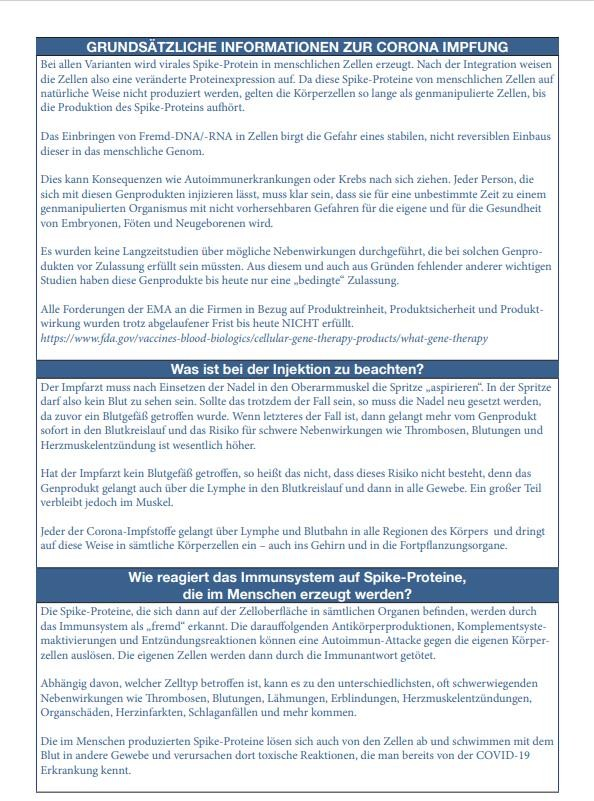 GRUNDSÄTZLICHE INFORMATIONEN ZUR CORONA IMPFUNG
Bei allen Varianten wird virales Spike-Protein in menschlichen Zellen erzeugt. Nach der Integration weisen
die Zellen also eine veränderte Proteinexpression auf. Da diese Spike-Proteine von menschlichen Zellen auf
natürliche Weise nicht produziert werden, gelten die Körperzellen so lange als genmanipulierte Zellen, bis
die Produktion des Spike-Proteins aufhört.
Das Einbringen von Fremd-DNA/-RNA in Zellen birgt die Gefahr eines stabilen, nicht reversiblen Einbaus
dieser in das menschliche Genom.
Dies kann Konsequenzen wie Autoimmunerkrankungen oder Krebs nach sich ziehen. Jeder Person, die
sich mit diesen Genprodukten injizieren lässt, muss klar sein, dass sie für eine unbestimmte Zeit zu einem
genmanipulierten Organismus mit nicht vorhersehbaren Gefahren für die eigene und für die Gesundheit
von Embryonen, Föten und Neugeborenen wird.
Es wurden keine Langzeitstudien über mögliche Nebenwirkungen durchgeführt, die bei solchen Genpro-
dukten vor Zulassung erfüllt sein müssten. Aus diesem und auch aus Gründen fehlender anderer wichtigen
Studien haben diese Genprodukte bis heute nur eine „bedingte“ Zulassung.
Alle Forderungen der EMA an die Firmen in Bezug auf Produktreinheit, Produktsicherheit und Produkt-
wirkung wurden trotz abgelaufener Frist bis heute NICHT erfüllt.
https://www.fda.gov/vaccines-blood-biologics/cellular-gene-therapy-products/what-gene-therapy
Was ist bei der Injektion zu beachten?
Der Impfarzt muss nach Einsetzen der Nadel in den Oberarmmuskel die Spritze „aspirieren“. In der Spritze
darf also kein Blut zu sehen sein. Sollte das trotzdem der Fall sein, so muss die Nadel neu gesetzt werden,
da zuvor ein Blutgefäß getroffen wurde. Wenn letzteres der Fall ist, dann gelangt mehr vom Genprodukt
sofort in den Blutkreislauf und das Risiko für schwere Nebenwirkungen wie Thrombosen, Blutungen und
Herzmuskelentzündung ist wesentlich höher.
Hat der Impfarzt kein Blutgefäß getroffen, so heißt das nicht, dass dieses Risiko nicht besteht, denn das
Genprodukt gelangt auch über die Lymphe in den Blutkreislauf und dann in alle Gewebe. Ein großer Teil
verbleibt jedoch im Muskel.
Jeder der Corona-Impfstoffe gelangt über Lymphe und Blutbahn in alle Regionen des Körpers und dringt
auf diese Weise in sämtliche Körperzellen ein – auch ins Gehirn und in die Fortpflanzungsorgane.
Wie reagiert das Immunsystem auf Spike-Proteine,
die im Menschen erzeugt werden?
Die Spike-Proteine, die sich dann auf der Zelloberfläche in sämtlichen Organen befinden, werden durch
das Immunsystem als „fremd“ erkannt. Die darauffolgenden Antikörperproduktionen, Komplementsyste-
maktivierungen und Entzündungsreaktionen können eine Autoimmun-Attacke gegen die eigenen Körper-
zellen auslösen. Die eigenen Zellen werden dann durch die Immunantwort getötet.
Abhängig davon, welcher Zelltyp betroffen ist, kann es zu den unterschiedlichsten, oft schwerwiegenden
Nebenwirkungen wie Thrombosen, Blutungen, Lähmungen, Erblindungen, Herzmuskelentzündungen,
Organschäden, Herzinfarkten, Schlaganfällen und mehr kommen.
Die im Menschen produzierten Spike-Proteine lösen sich auch von den Zellen ab und schwimmen mit dem
Blut in andere Gewebe und verursachen dort toxische Reaktionen, die man bereits von der COVID-19
Erkrankung kennt.